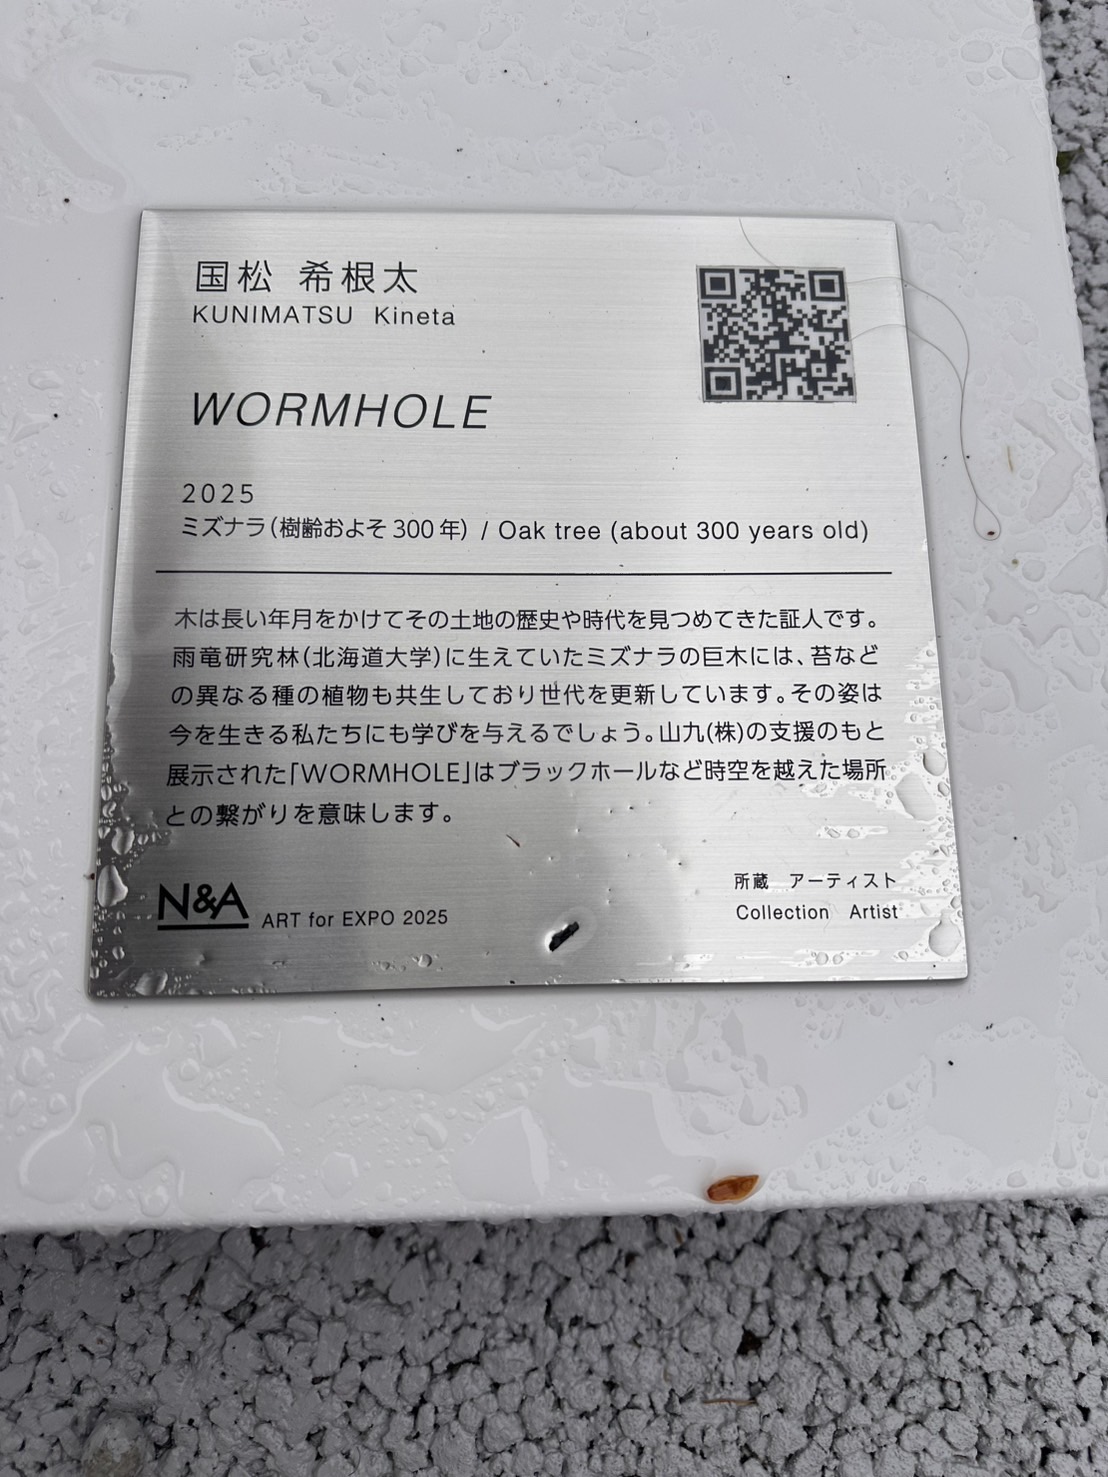 国松 希根太
KUNIMATSU Kineta
WORMHOLE
2025
ミズナラ（樹齢およそ 300 年） / Oak tree (about 300 years old)
木は長い年月をかけてその土地の歴史や時代を見つめてきた証人です。
雨竜研究林(北海道大学)に生えていたミズナラの巨木には、苔など
の異なる種の植物も共生しており世代を更新しています。その姿は
今を生きる私たちにも学びを与えるでしょう。山九(株)の支援のもと
展示された「WORMHOLE」はブラックホールなど時空を越えた場所
との繋がりを意味します。
N&A ART for EXPO 2025
所蔵 アーティスト
Collection Artist